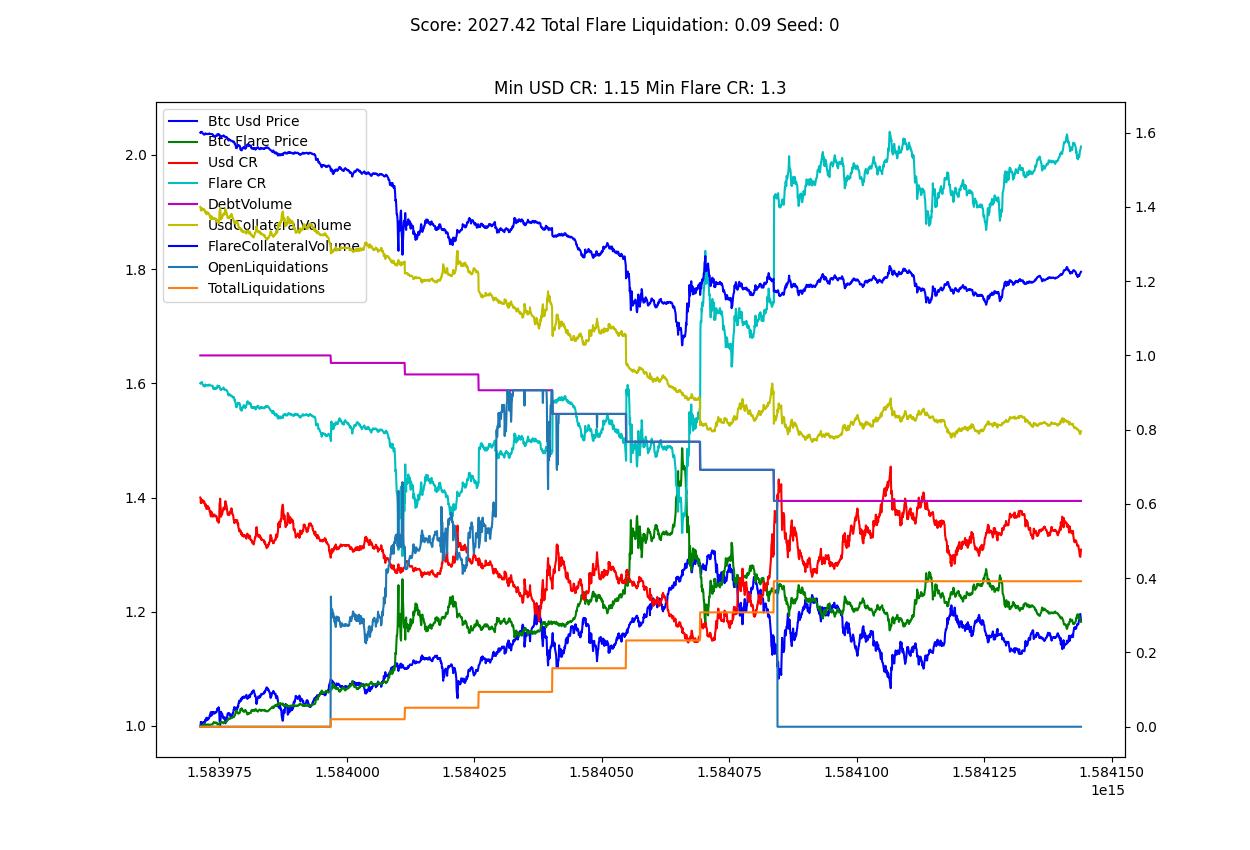 Score: 2027.42 Total Flare Liquidation: 0.09 Seed: 0
Min USD CR: 1.15 Min Flare CR: 1.3
Btc Usd Price
Btc Flare Price
Usd CR
Flare CR
DebtVolume
UsdCollateralVolume
FlareCollateralVolume
OpenLiquidations
TotalLiquidations
2.0
1.8
1.6
1.4
1.2
1.0
1.6
1.4
1.2
1.0
0.8
0.6
0.4
0.2
0.0
1.583975 1.584000 1.584025 1.584050 1.584075 1.584100 1.584125 1.584150
1e15